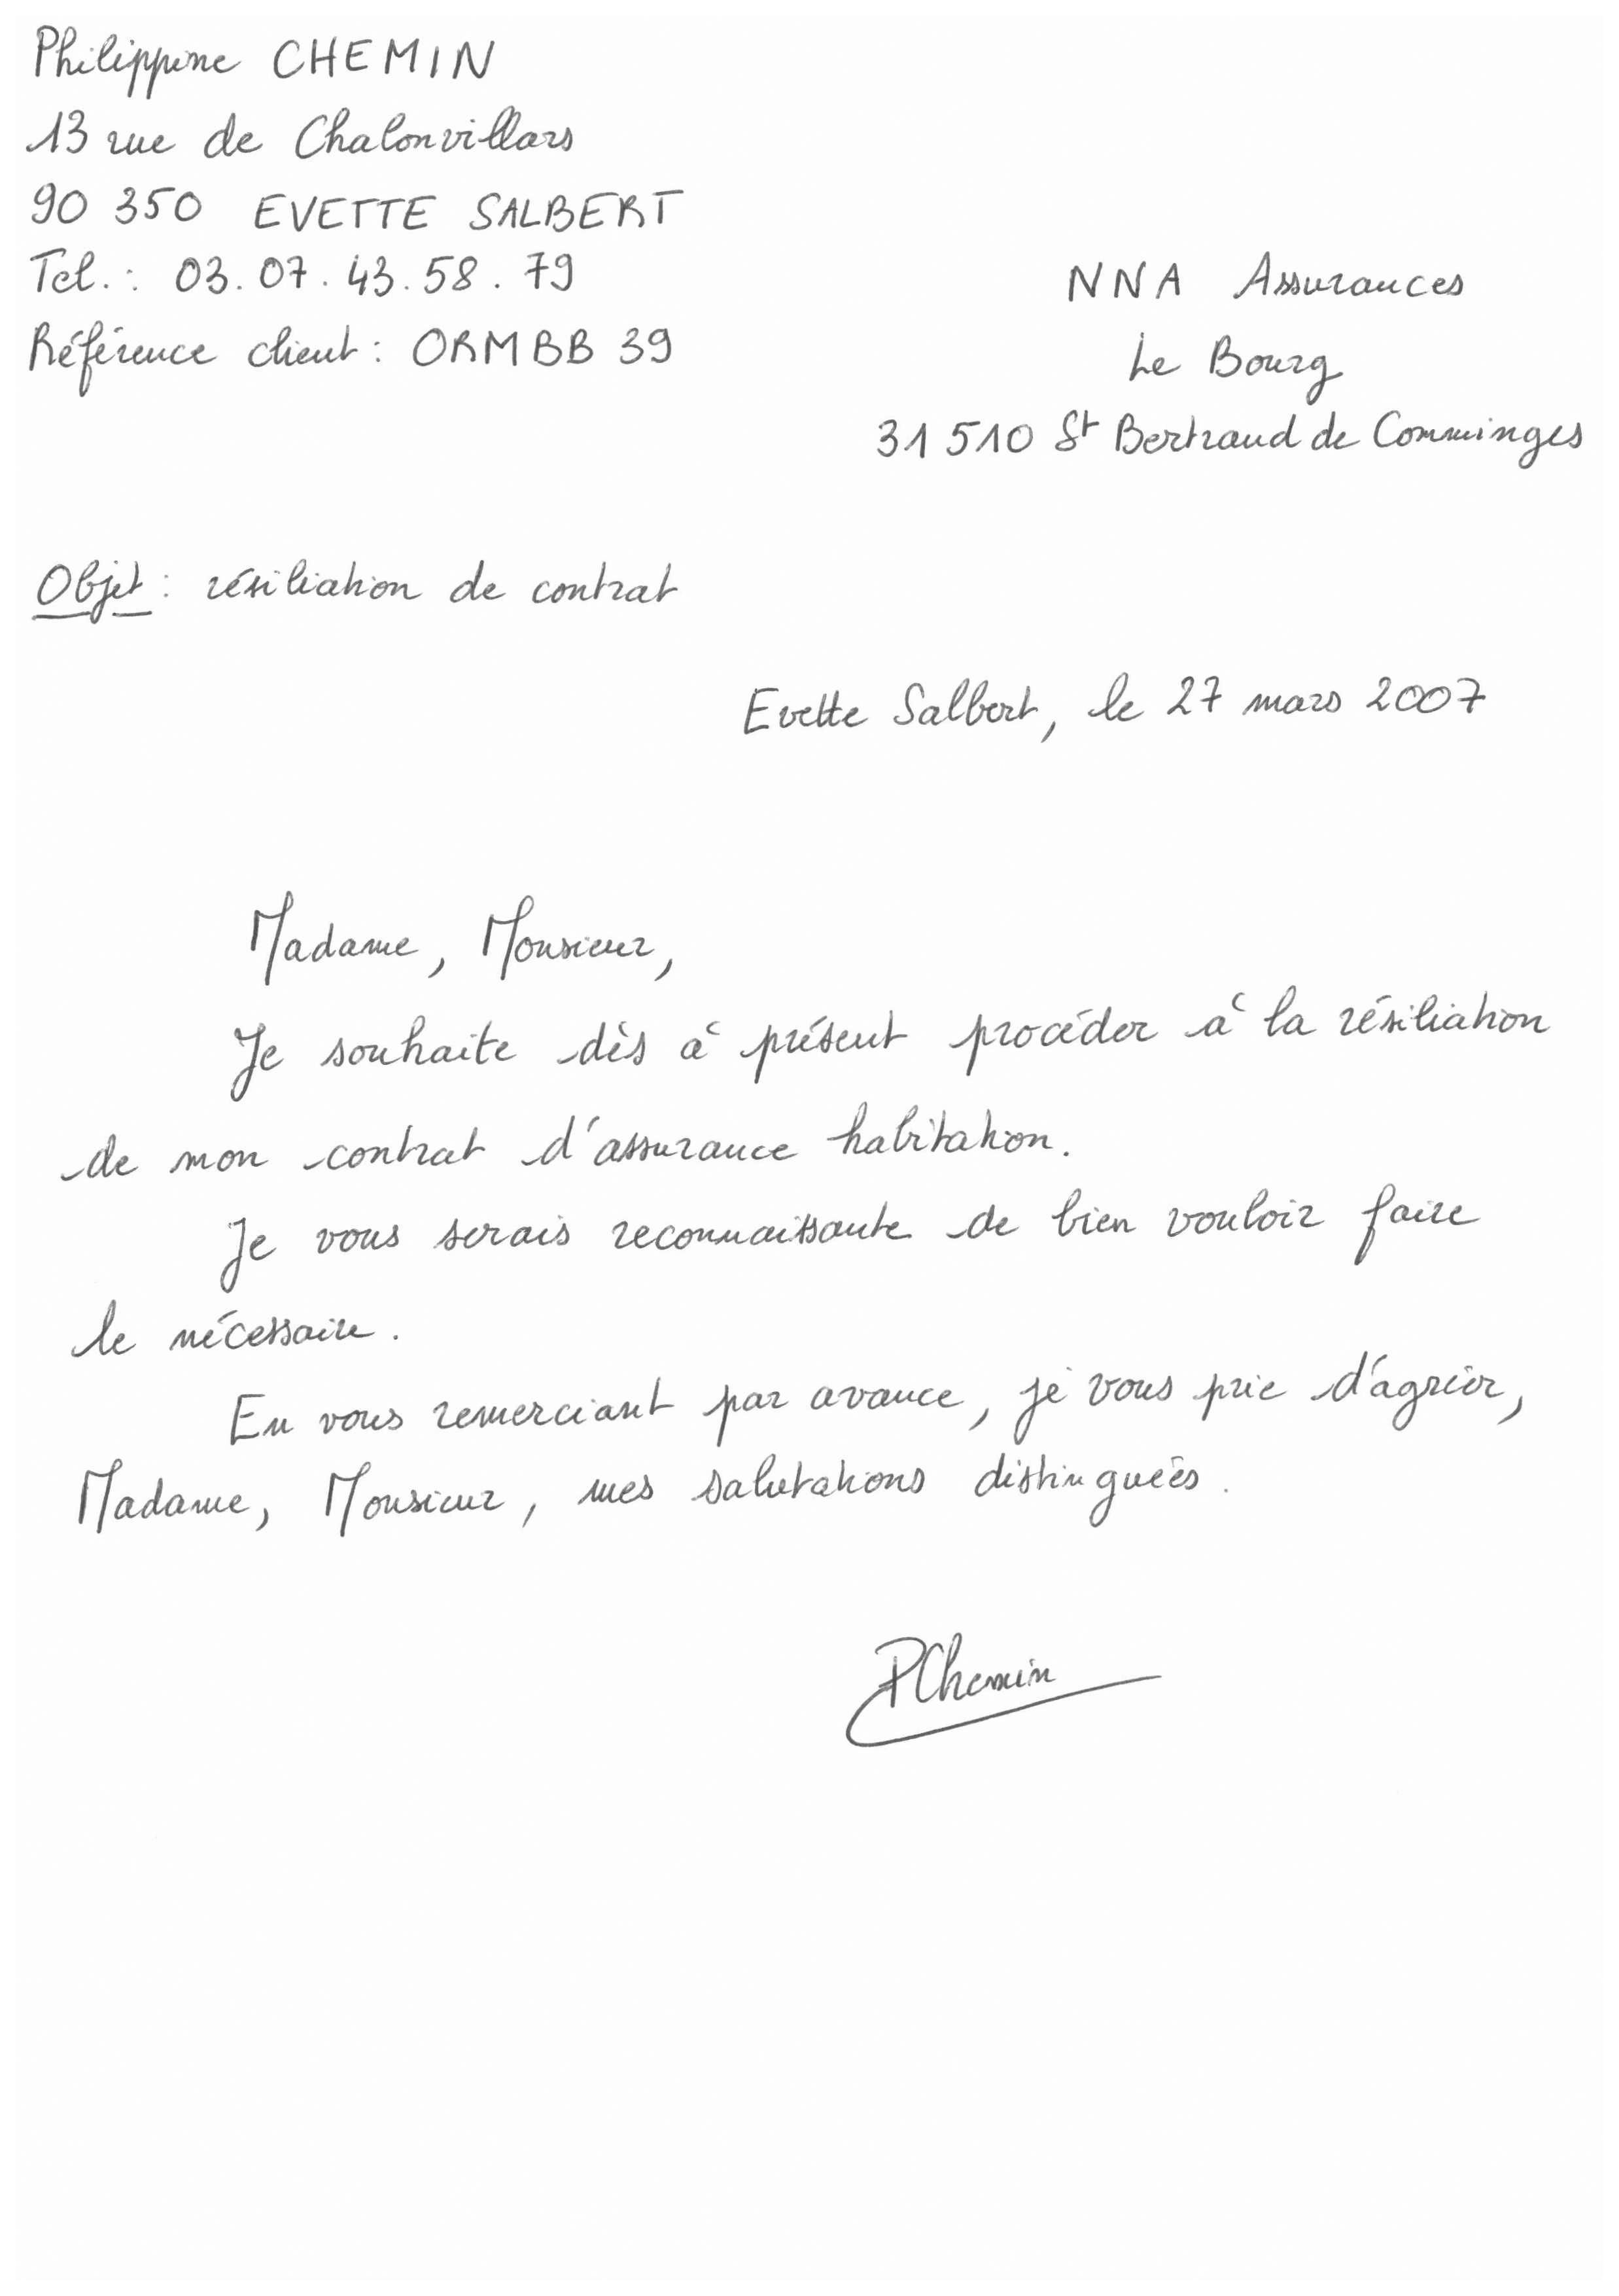 Philippine CHEMIN
13 rue de Chalonvillars
90 350 EVETTE SALBERT
Tel. : 03.07.43.58.79
Référence client : ORMBB 39
NNA Assurances
Le Bourg
31 510 St Bertrand de Comminges
Objet : résiliation de contrat
Evette Salbert, le 27 mars 2007
Madame, Monsieur,
Je souhaite dès à présent procéder à la résiliation
de mon contrat d'assurance habitation.
Je vous serais reconnaissante de bien vouloir faire
le nécessaire.
En vous remerciant par avance, je vous prie d'agréer,
Madame, Monsieur, mes salutations distinguées.
PChemin